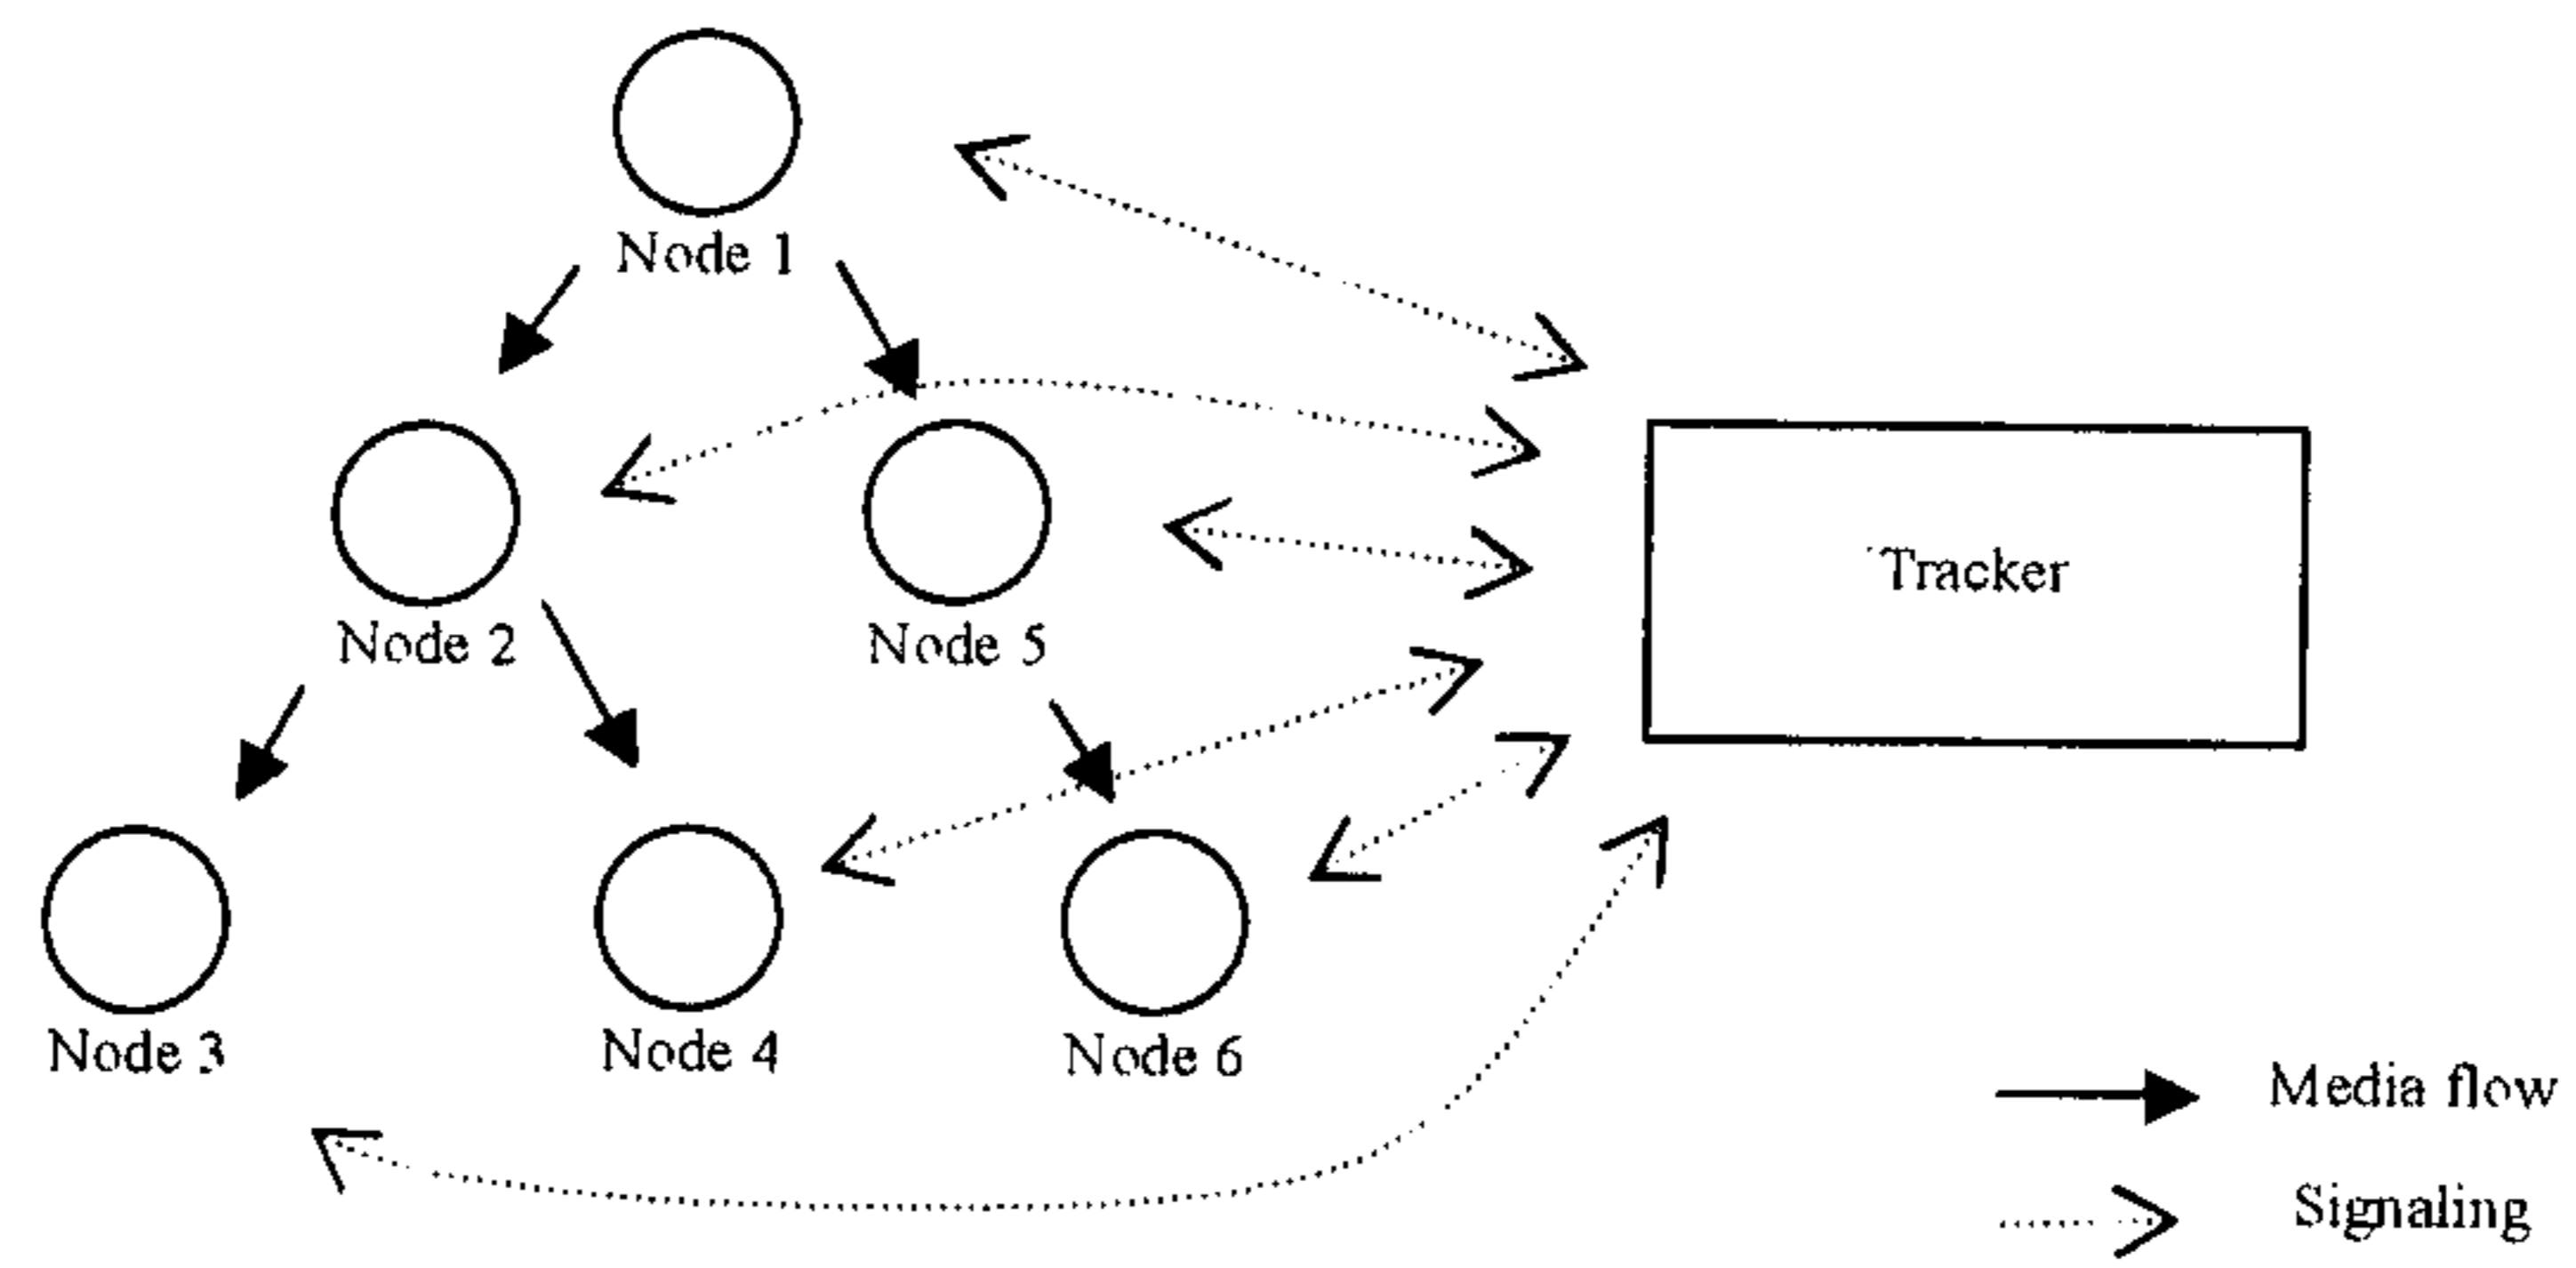 Node 1
Node 2
Node 5
Tracker
Node 3
Node 4
Node 6
Media flow
Signaling